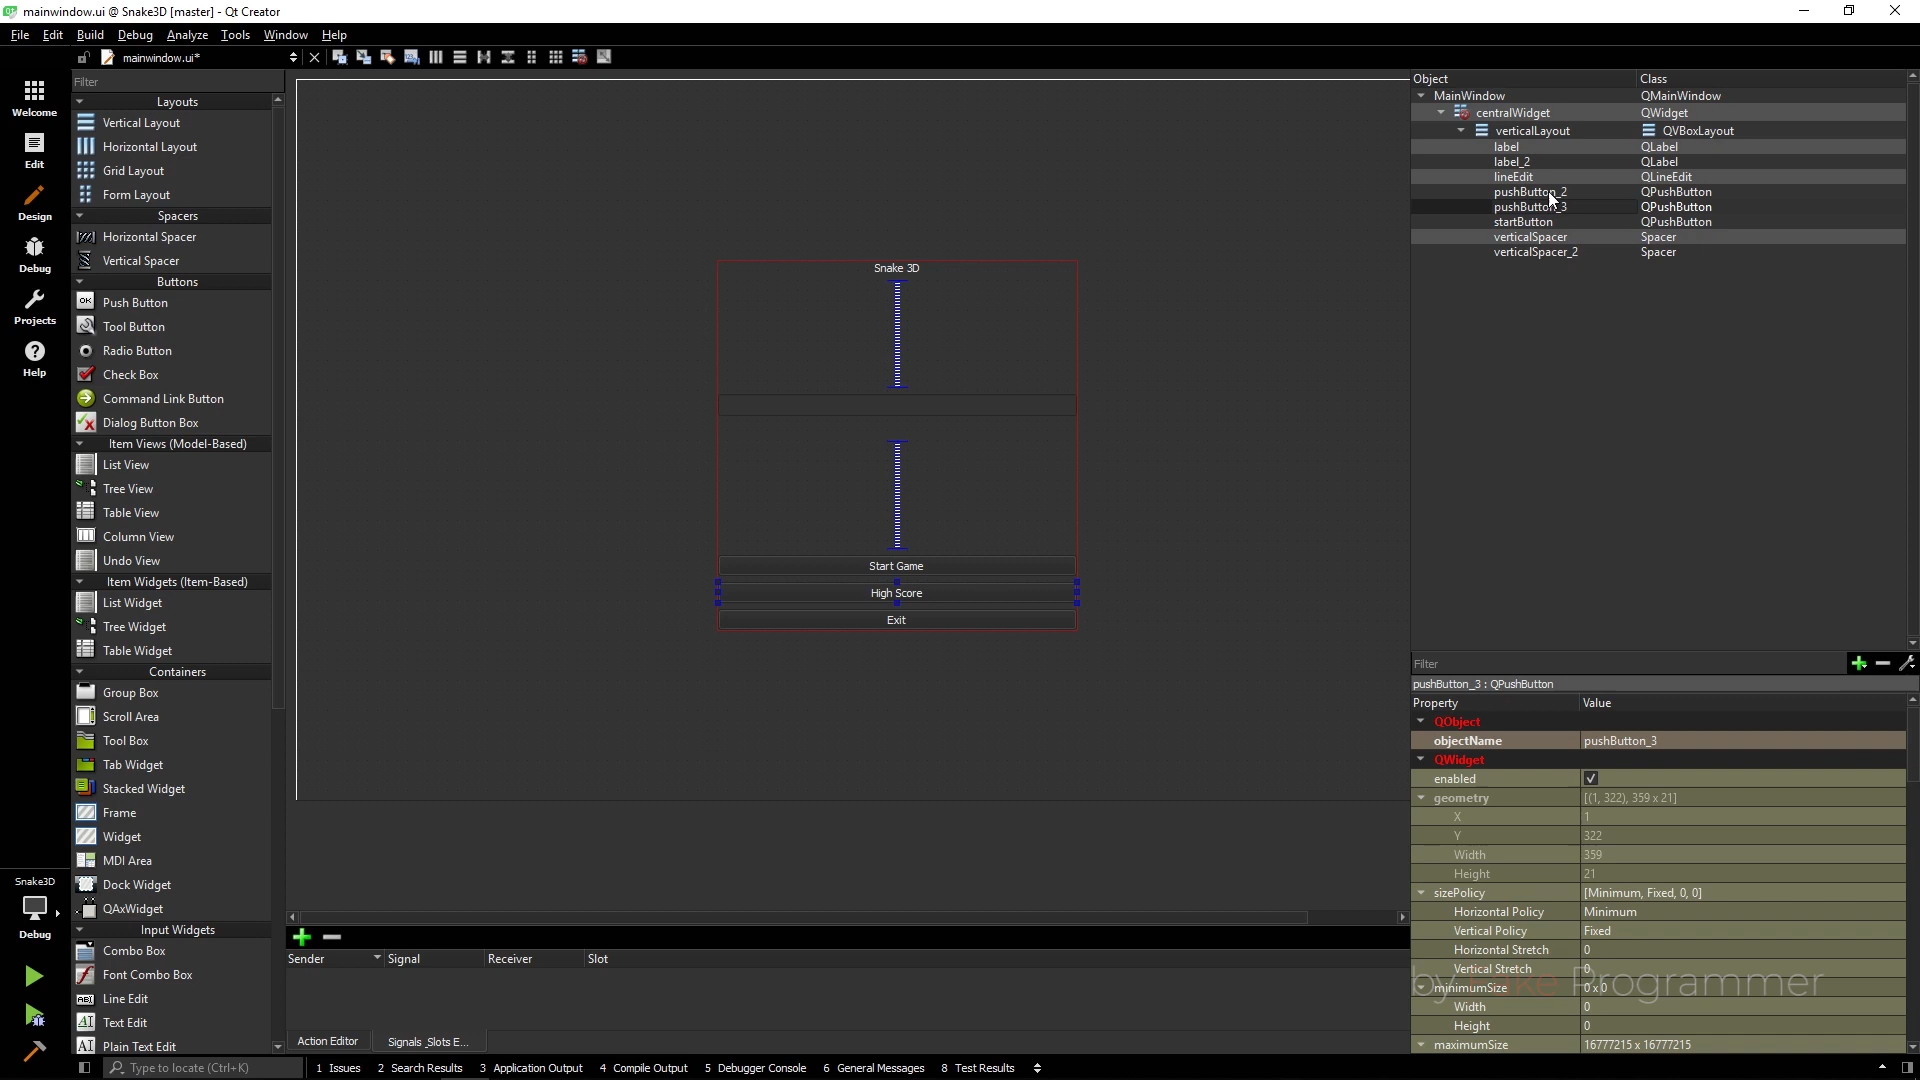 mainwindow.ui @ Snake3D [master] - Qt Creator
File Edit Build Debug Analyze Tools Window Help
mainwindow.ui*
Filter
Layouts
Vertical Layout
Horizontal Layout
Grid Layout
Form Layout
Spacers
Horizontal Spacer
Vertical Spacer
Buttons
Push Button
Tool Button
Radio Button
Check Box
Command Link Button
Dialog Button Box
Item Views (Model-Based)
List View
Tree View
Table View
Column View
Undo View
Item Widgets (Item-Based)
List Widget
Tree Widget
Table Widget
Containers
Group Box
Scroll Area
Tool Box
Tab Widget
Stacked Widget
Frame
Widget
MDI Area
Dock Widget
QAxWidget
Input Widgets
Combo Box
Font Combo Box
Line Edit
Text Edit
Plain Text Edit
Welcome
Edit
Design
Debug
Projects
Help
Snake3D
Debug
Snake 3D
Start Game
High Score
Exit
Sender Signal Receiver Slot
Action Editor Signals_Slots E...
Object Class
MainWindow QMainWindow
centralWidget QWidget
verticalLayout QVBoxLayout
label QLabel
label_2 QLabel
lineEdit QLineEdit
pushButton_2 QPushButton
pushButton_3 QPushButton
startButton QPushButton
verticalSpacer Spacer
verticalSpacer_2 Spacer
Filter
pushButton_3 : QPushButton
Property Value
QObject
objectName pushButton_3
QWidget
enabled
geometry [(1, 322), 359 x 21]
X 1
Y 322
Width 359
Height 21
sizePolicy [Minimum, Fixed, 0, 0]
Horizontal Policy Minimum
Vertical Policy Fixed
Horizontal Stretch 0
Vertical Stretch 0
by Fake Programmer
minimumSize 0 x 0
Width 0
Height 0
maximumSize 16777215 x 16777215
Type to locate (Ctrl+K) 1 Issues 2 Search Results 3 Application Output 4 Compile Output 5 Debugger Console 6 General Messages 8 Test Results